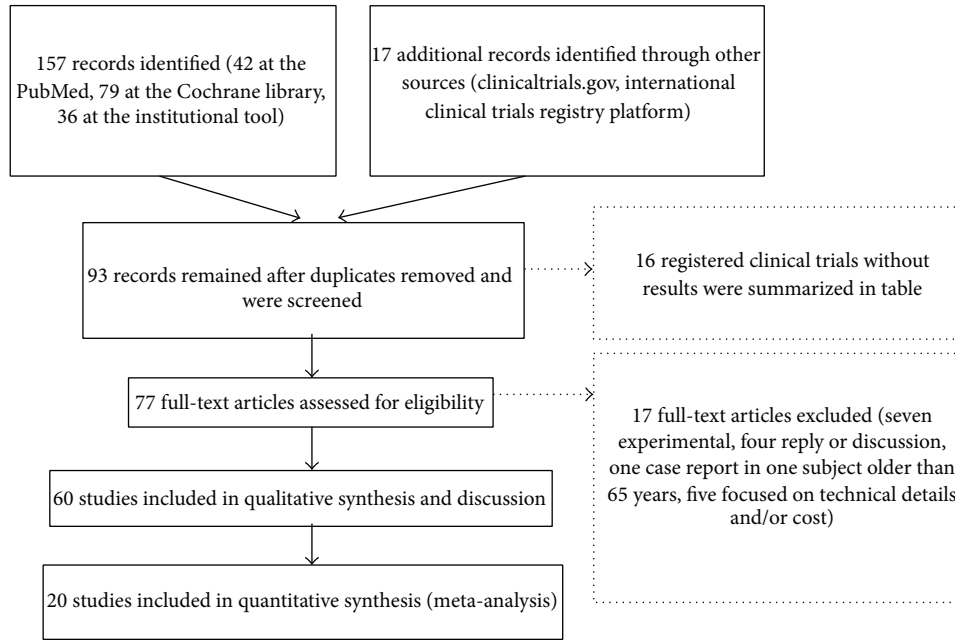 157 records identified (42 at the
PubMed, 79 at the Cochrane library,
36 at the institutional tool)
17 additional records identified through other
sources (clinicaltrials.gov, international
clinical trials registry platform)
93 records remained after duplicates removed and
were screened
16 registered clinical trials without
results were summarized in table
77 full-text articles assessed for eligibility
17 full-text articles excluded (seven
experimental, four reply or discussion,
one case report in one subject older than
65 years, five focused on technical details
and/or cost)
60 studies included in qualitative synthesis and discussion
20 studies included in quantitative synthesis (meta-analysis)